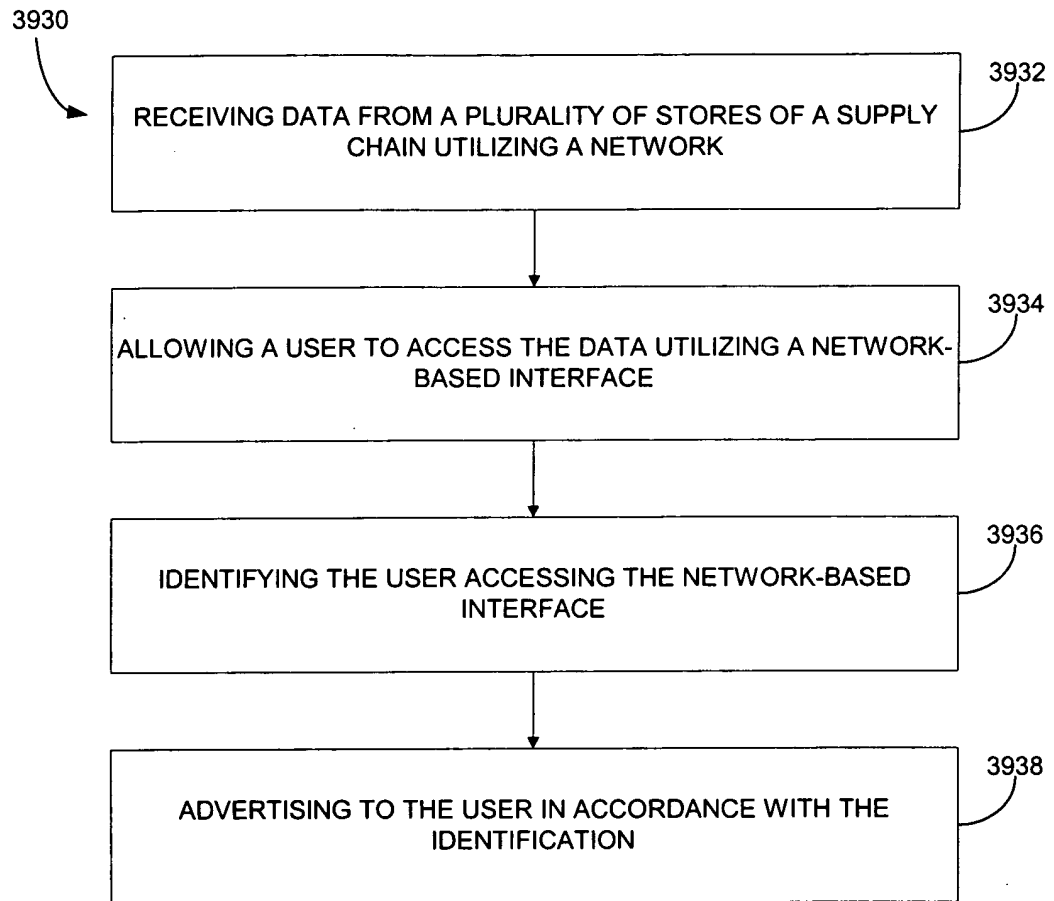 3930
3932
RECEIVING DATA FROM A PLURALITY OF STORES OF A SUPPLY
CHAIN UTILIZING A NETWORK
3934
ALLOWING A USER TO ACCESS THE DATA UTILIZING A NETWORK-
BASED INTERFACE
3936
IDENTIFYING THE USER ACCESSING THE NETWORK-BASED
INTERFACE
3938
ADVERTISING TO THE USER IN ACCORDANCE WITH THE
IDENTIFICATION